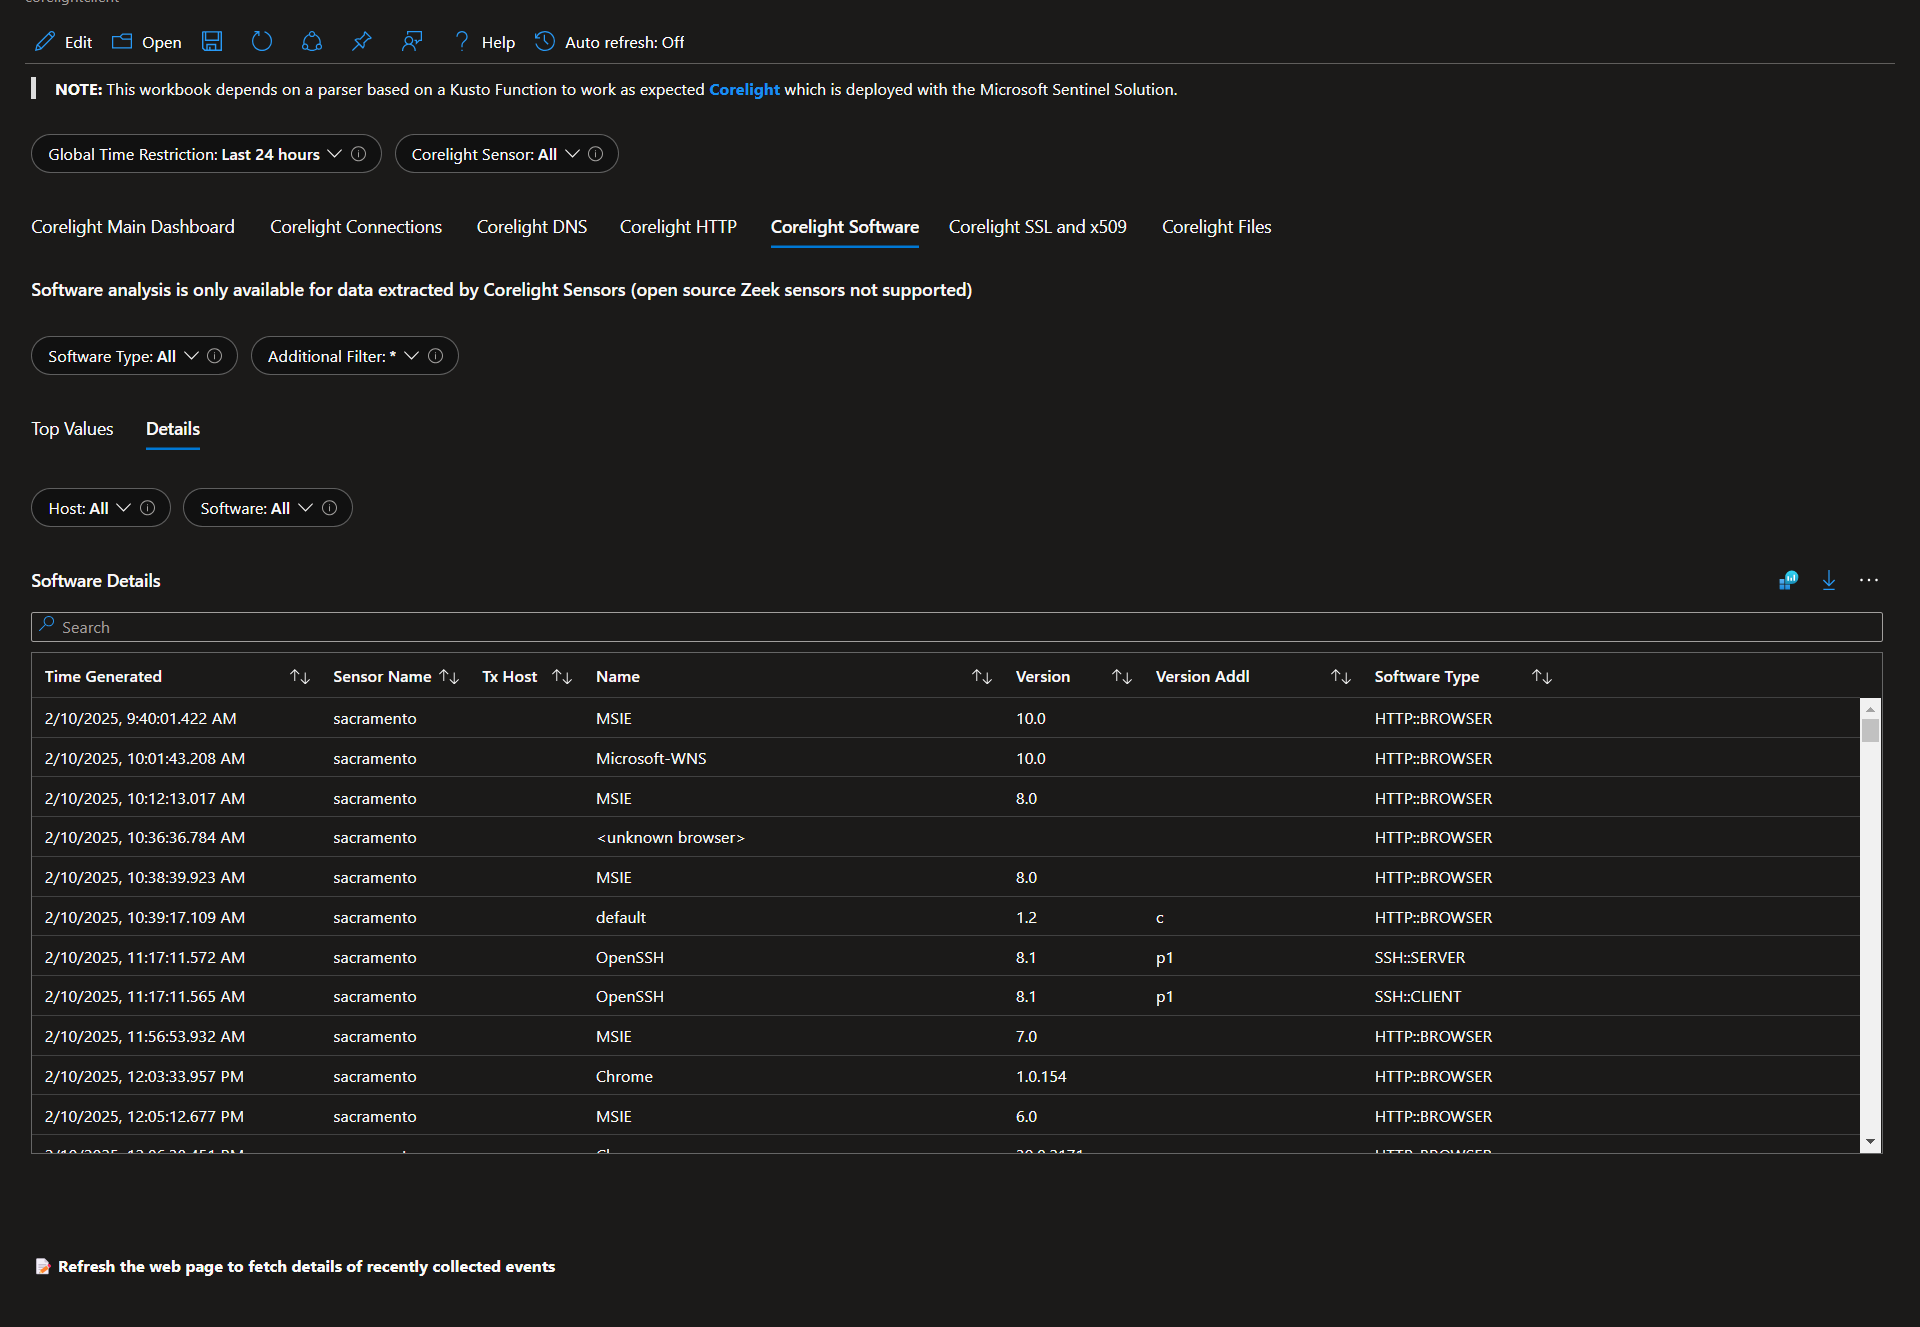 Edit Open Help Auto refresh: Off
NOTE: This workbook depends on a parser based on a Kusto Function to work as expected Corelight which is deployed with the Microsoft Sentinel Solution.
Global Time Restriction: Last 24 hours Corelight Sensor: All
Corelight Main Dashboard Corelight Connections Corelight DNS Corelight HTTP Corelight Software Corelight SSL and x509 Corelight Files
Software analysis is only available for data extracted by Corelight Sensors (open source Zeek sensors not supported)
Software Type: All Additional Filter: *
Top Values Details
Host: All Software: All
Software Details
Search
Time Generated Sensor Name Tx Host Name Version Version Addl Software Type
2/10/2025, 9:40:01.422 AM sacramento MSIE 10.0 HTTP::BROWSER
2/10/2025, 10:01:43.208 AM sacramento Microsoft-WNS 10.0 HTTP::BROWSER
2/10/2025, 10:12:13.017 AM sacramento MSIE 8.0 HTTP::BROWSER
2/10/2025, 10:36:36.784 AM sacramento <unknown browser> HTTP::BROWSER
2/10/2025, 10:38:39.923 AM sacramento MSIE 8.0 HTTP::BROWSER
2/10/2025, 10:39:17.109 AM sacramento default 1.2 c HTTP::BROWSER
2/10/2025, 11:17:11.572 AM sacramento OpenSSH 8.1 p1 SSH::SERVER
2/10/2025, 11:17:11.565 AM sacramento OpenSSH 8.1 p1 SSH::CLIENT
2/10/2025, 11:56:53.932 AM sacramento MSIE 7.0 HTTP::BROWSER
2/10/2025, 12:03:33.957 PM sacramento Chrome 1.0.154 HTTP::BROWSER
2/10/2025, 12:05:12.677 PM sacramento MSIE 6.0 HTTP::BROWSER
Refresh the web page to fetch details of recently collected events